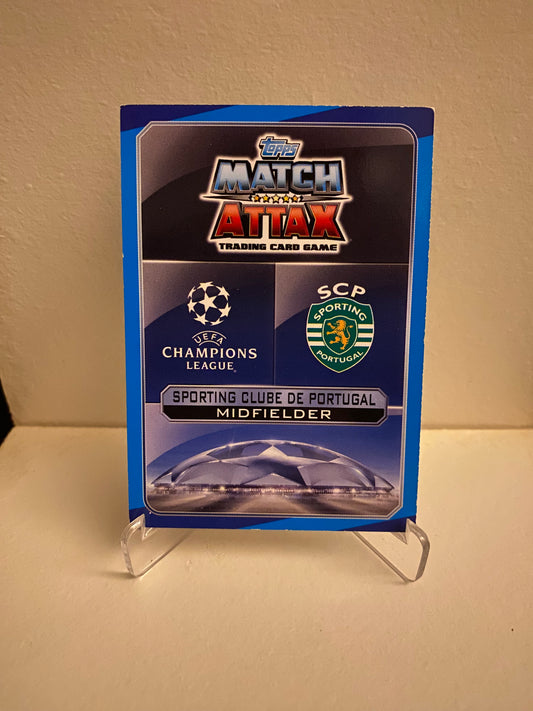 Topps
MATCH
ATTAX
TRADING CARD GAME
UEFA
CHAMPIONS
LEAGUE®
SCP
SPORTING
PORTUGAL
SPORTING CLUBE DE PORTUGAL
MIDFIELDER